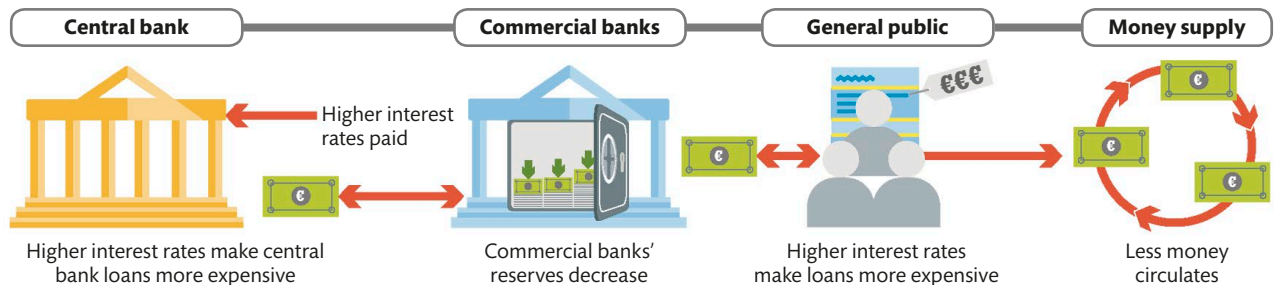 Central bank
Commercial banks
General public
Money supply
€€€
Higher interest
rates paid
€
€
€
€
€
Higher interest rates make central
bank loans more expensive
Commercial banks’
reserves decrease
Higher interest rates
make loans more expensive
Less money
circulates